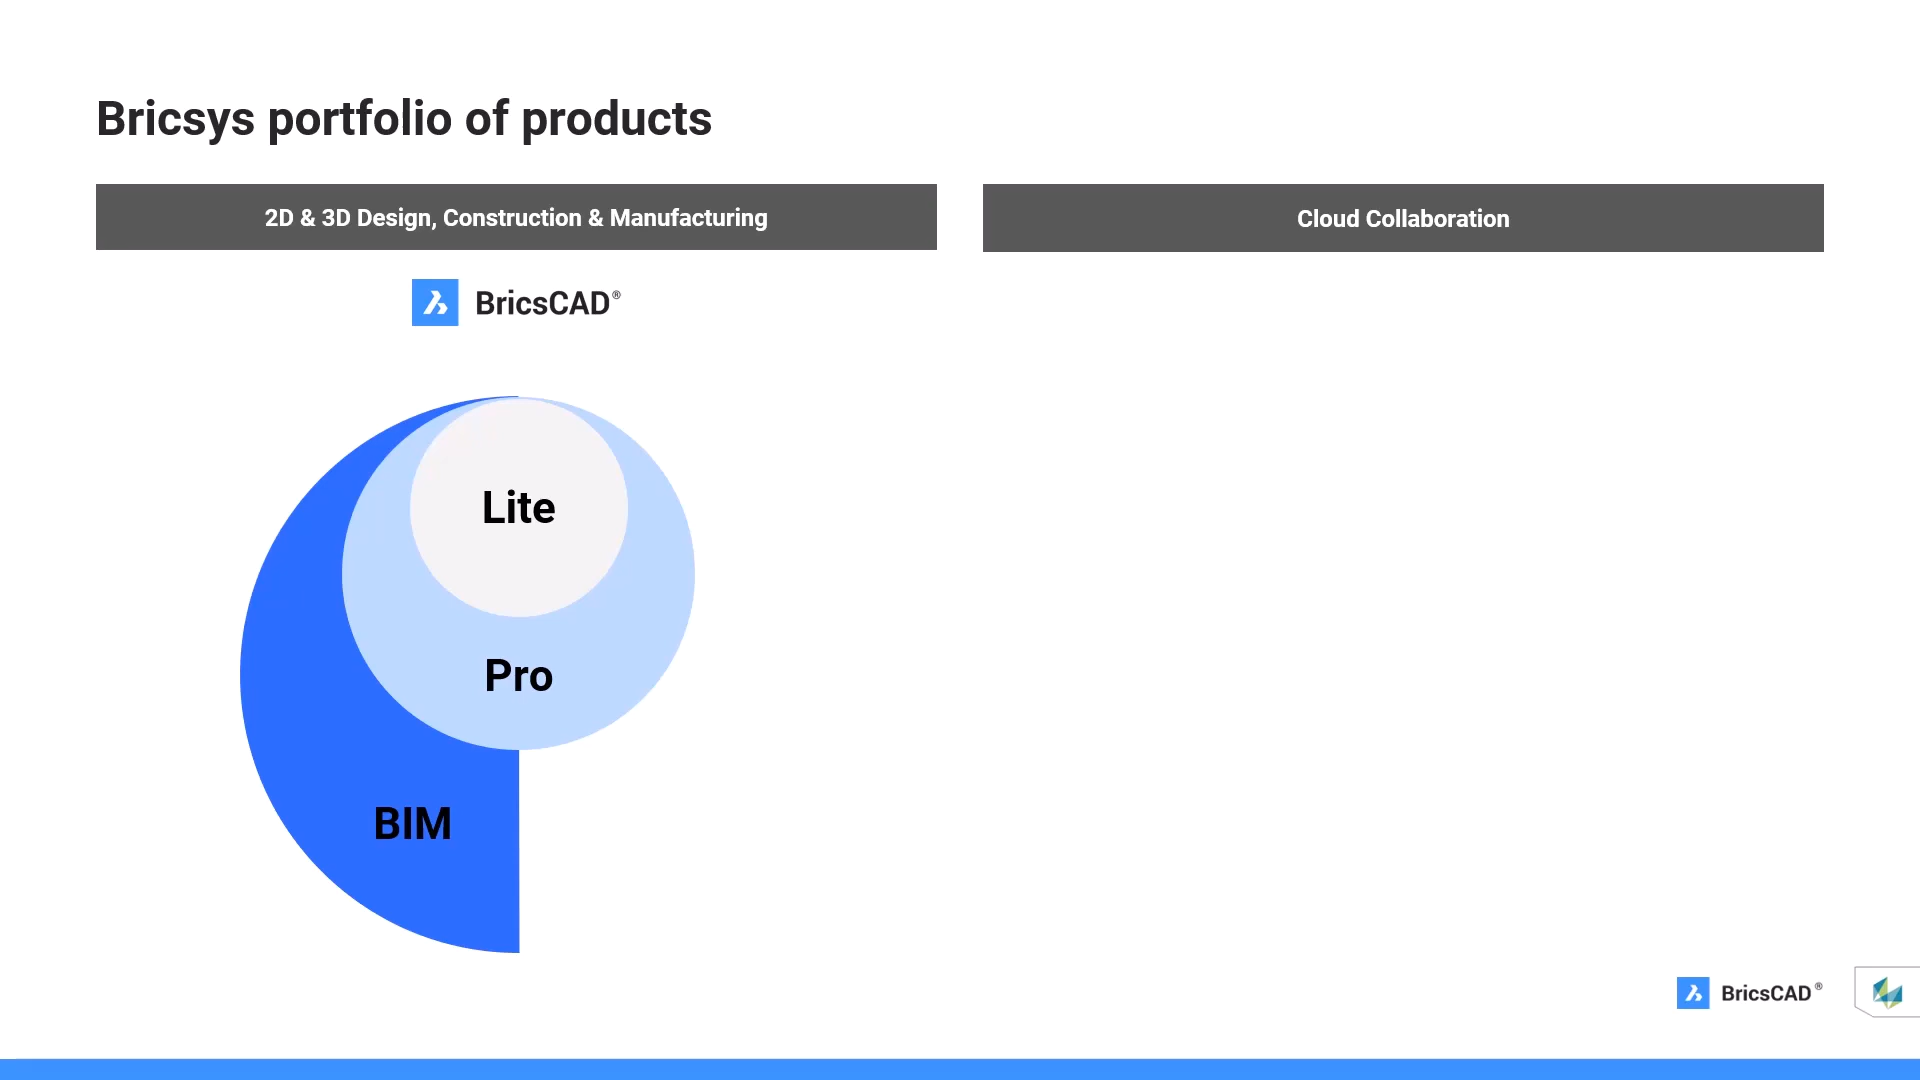 Bricsys portfolio of products
2D & 3D Design, Construction & Manufacturing
Cloud Collaboration
BricsCAD®
Lite
Pro
BIM
BricsCAD®